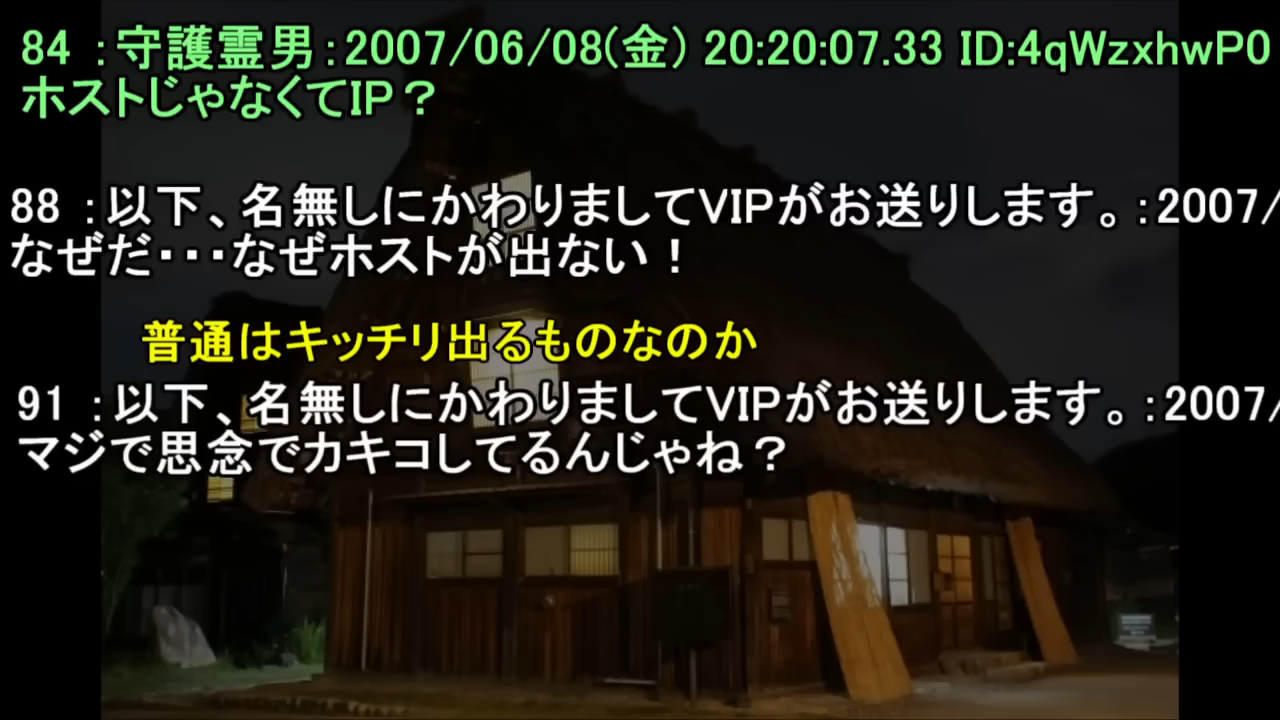 84 ：守護霊男：2007/06/08(金) 20:20:07.33 ID:4qWzxhwP0
ホストじゃなくてIP？
88 ：以下、名無しにかわりましてVIPがお送りします。：2007/
なぜだ・・・なぜホストが出ない！
普通はキッチリ出るものなのか
91 ：以下、名無しにかわりましてVIPがお送りします。：2007/
マジで思念でカキコしてるんじゃね？